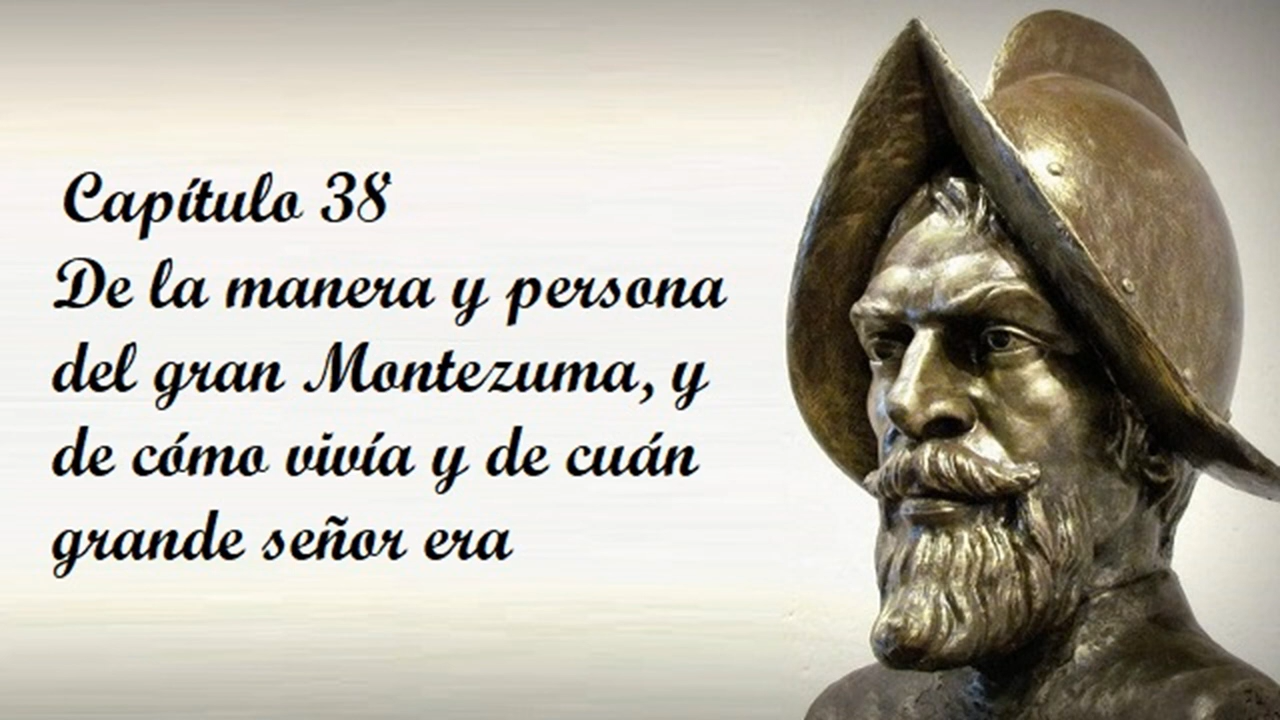 Capítulo 38
De la manera y persona
del gran Montezuma, y
de cómo vivía y de cuán
grande señor era